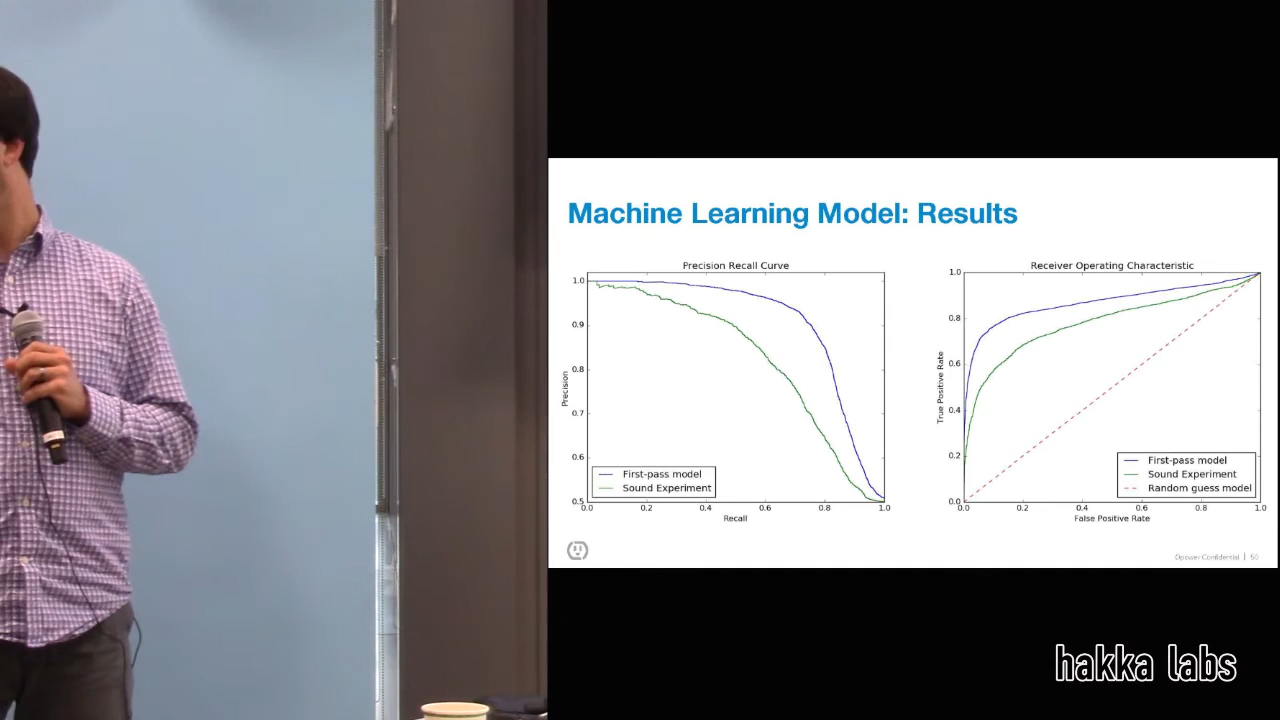 Machine Learning Model: Results
Precision Recall Curve
1.0
0.9
0.8
0.7
0.6
0.5
Precision
First-pass model
Sound Experiment
0.0 0.2 0.4 0.6 0.8 1.0
Recall
Receiver Operating Characteristic
1.0
0.8
0.6
0.4
0.2
0.0
True Positive Rate
First-pass model
Sound Experiment
Random guess model
0.0 0.2 0.4 0.6 0.8 1.0
False Positive Rate
Opower Confidential | 50
hakka labs